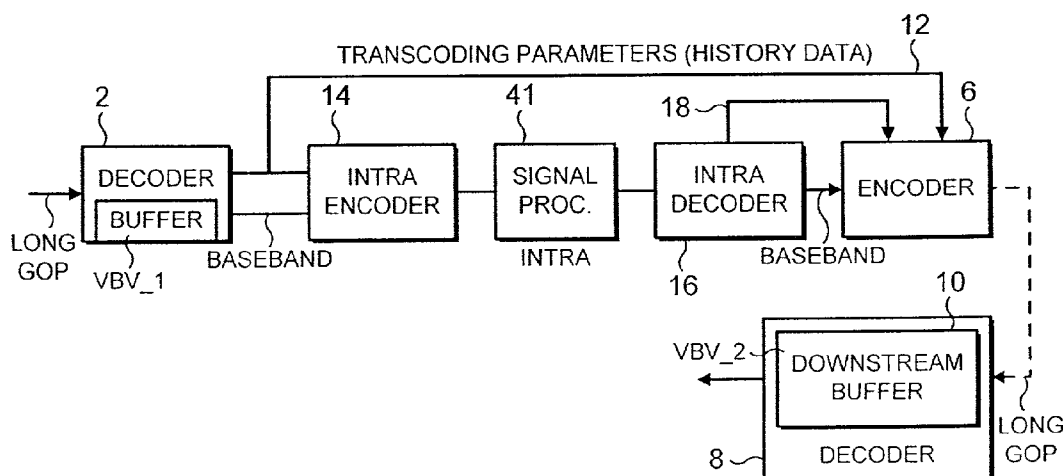 12
TRANSCODING PARAMETERS (HISTORY DATA)
2
14
41
18
6
DECODER
BUFFER
INTRA
ENCODER
SIGNAL
PROC.
INTRA
DECODER
ENCODER
LONG
GOP
VBV_1
BASEBAND
INTRA
16
BASEBAND
10
VBV_2
DOWNSTREAM
BUFFER
8
DECODER
LONG
GOP